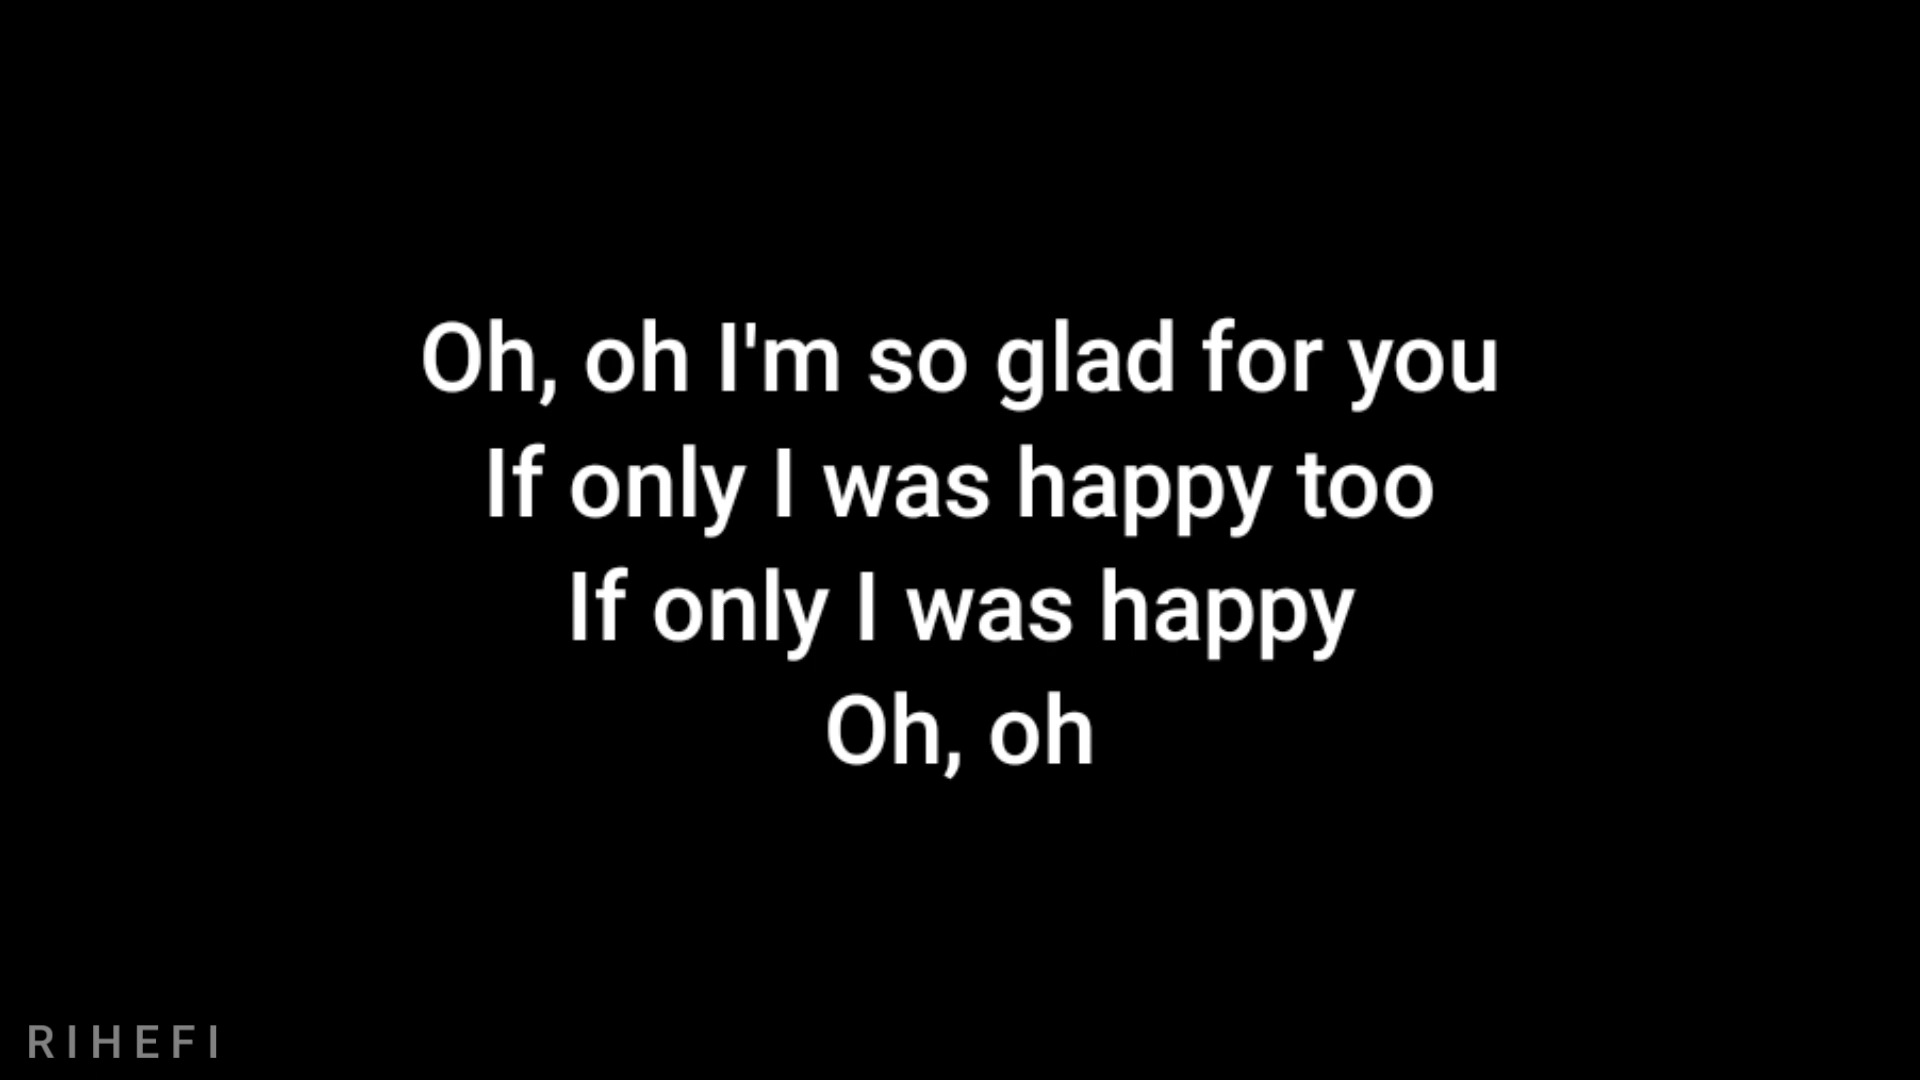 Oh, oh I'm so glad for you
If only I was happy too
If only I was happy
Oh, oh
RIHEFI